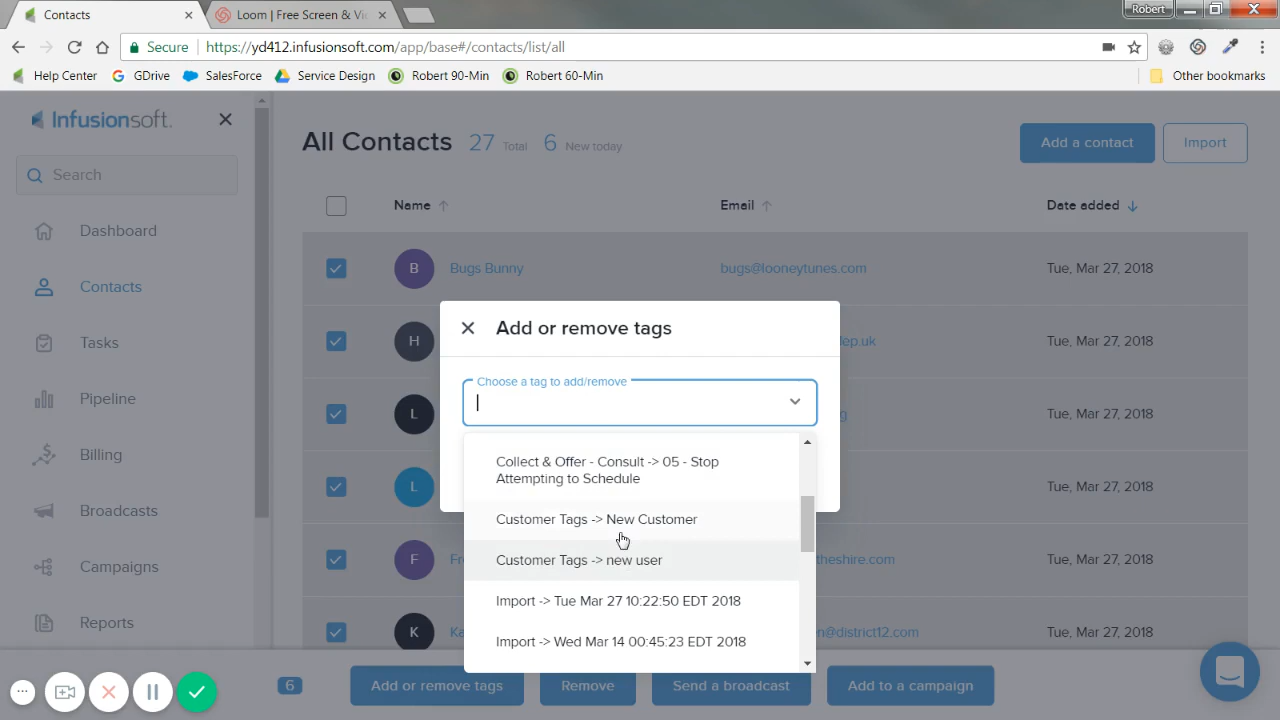 Contacts
Loom | Free Screen & Vi
Robert
Secure
https://yd412.infusionsoft.com/app/base#/contacts/list/all
Help Center
GDrive
SalesForce
Service Design
Robert 90-Min
Robert 60-Min
Other bookmarks
Infusionsoft.
Search
Dashboard
Contacts
Tasks
Pipeline
Billing
Broadcasts
Campaigns
Reports
All Contacts
27 Total
6 New today
Add a contact
Import
Name
Email
Date added
B
Bugs Bunny
bugs@looneytunes.com
Tue, Mar 27, 2018
H
ep.uk
Tue, Mar 27, 2018
L
g
Tue, Mar 27, 2018
L
Tue, Mar 27, 2018
F
Fr
theshire.com
Tue, Mar 27, 2018
K
Ka
n@district12.com
Tue, Mar 27, 2018
Add or remove tags
Choose a tag to add/remove
Collect & Offer - Consult -> 05 - Stop
Attempting to Schedule
Customer Tags -> New Customer
Customer Tags -> new user
Import -> Tue Mar 27 10:22:50 EDT 2018
Import -> Wed Mar 14 00:45:23 EDT 2018
6
Add or remove tags
Remove
Send a broadcast
Add to a campaign